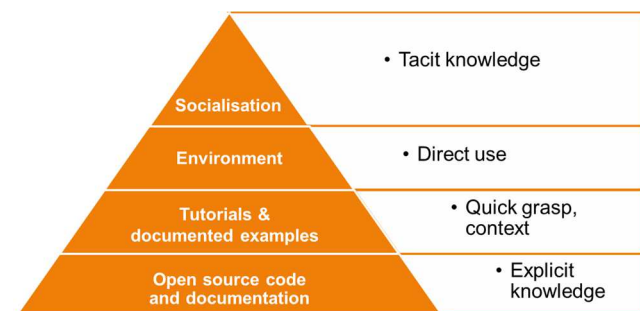 • Tacit knowledge
Socialisation
Environment
• Direct use
Tutorials &
documented examples
• Quick grasp,
context
Open source code
and documentation
• Explicit
knowledge